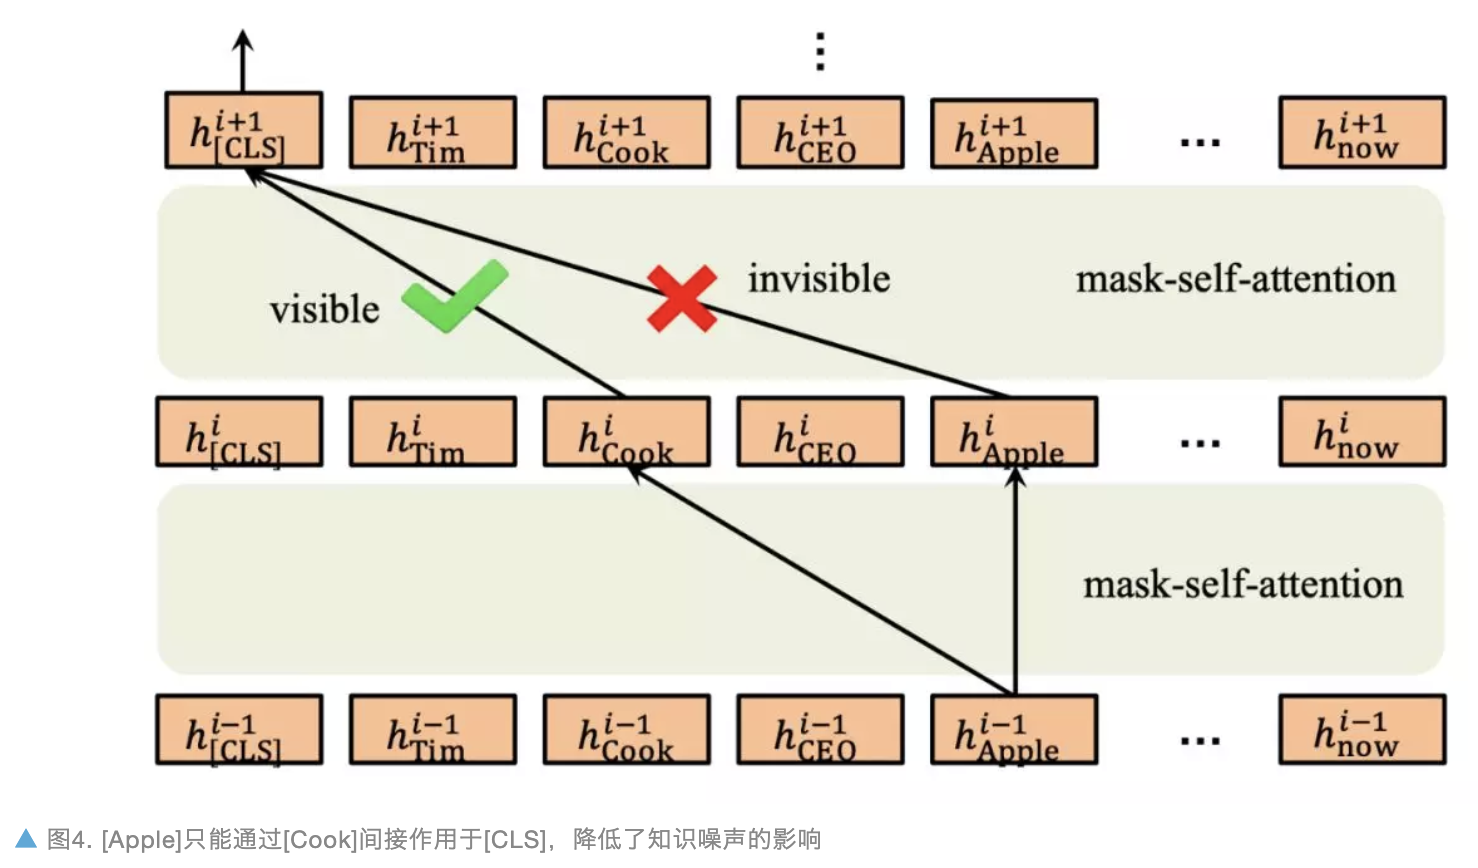 ⋮
h^{i+1}_{[CLS]} h^{i+1}_{Tim} h^{i+1}_{Cook} h^{i+1}_{CEO} h^{i+1}_{Apple} ... h^{i+1}_{now}
visible invisible mask-self-attention
h^{i}_{[CLS]} h^{i}_{Tim} h^{i}_{Cook} h^{i}_{CEO} h^{i}_{Apple} ... h^{i}_{now}
mask-self-attention
h^{i-1}_{[CLS]} h^{i-1}_{Tim} h^{i-1}_{Cook} h^{i-1}_{CEO} h^{i-1}_{Apple} ... h^{i-1}_{now}
▲ 图4. [Apple]只能通过[Cook]间接作用于[CLS]，降低了知识噪声的影响